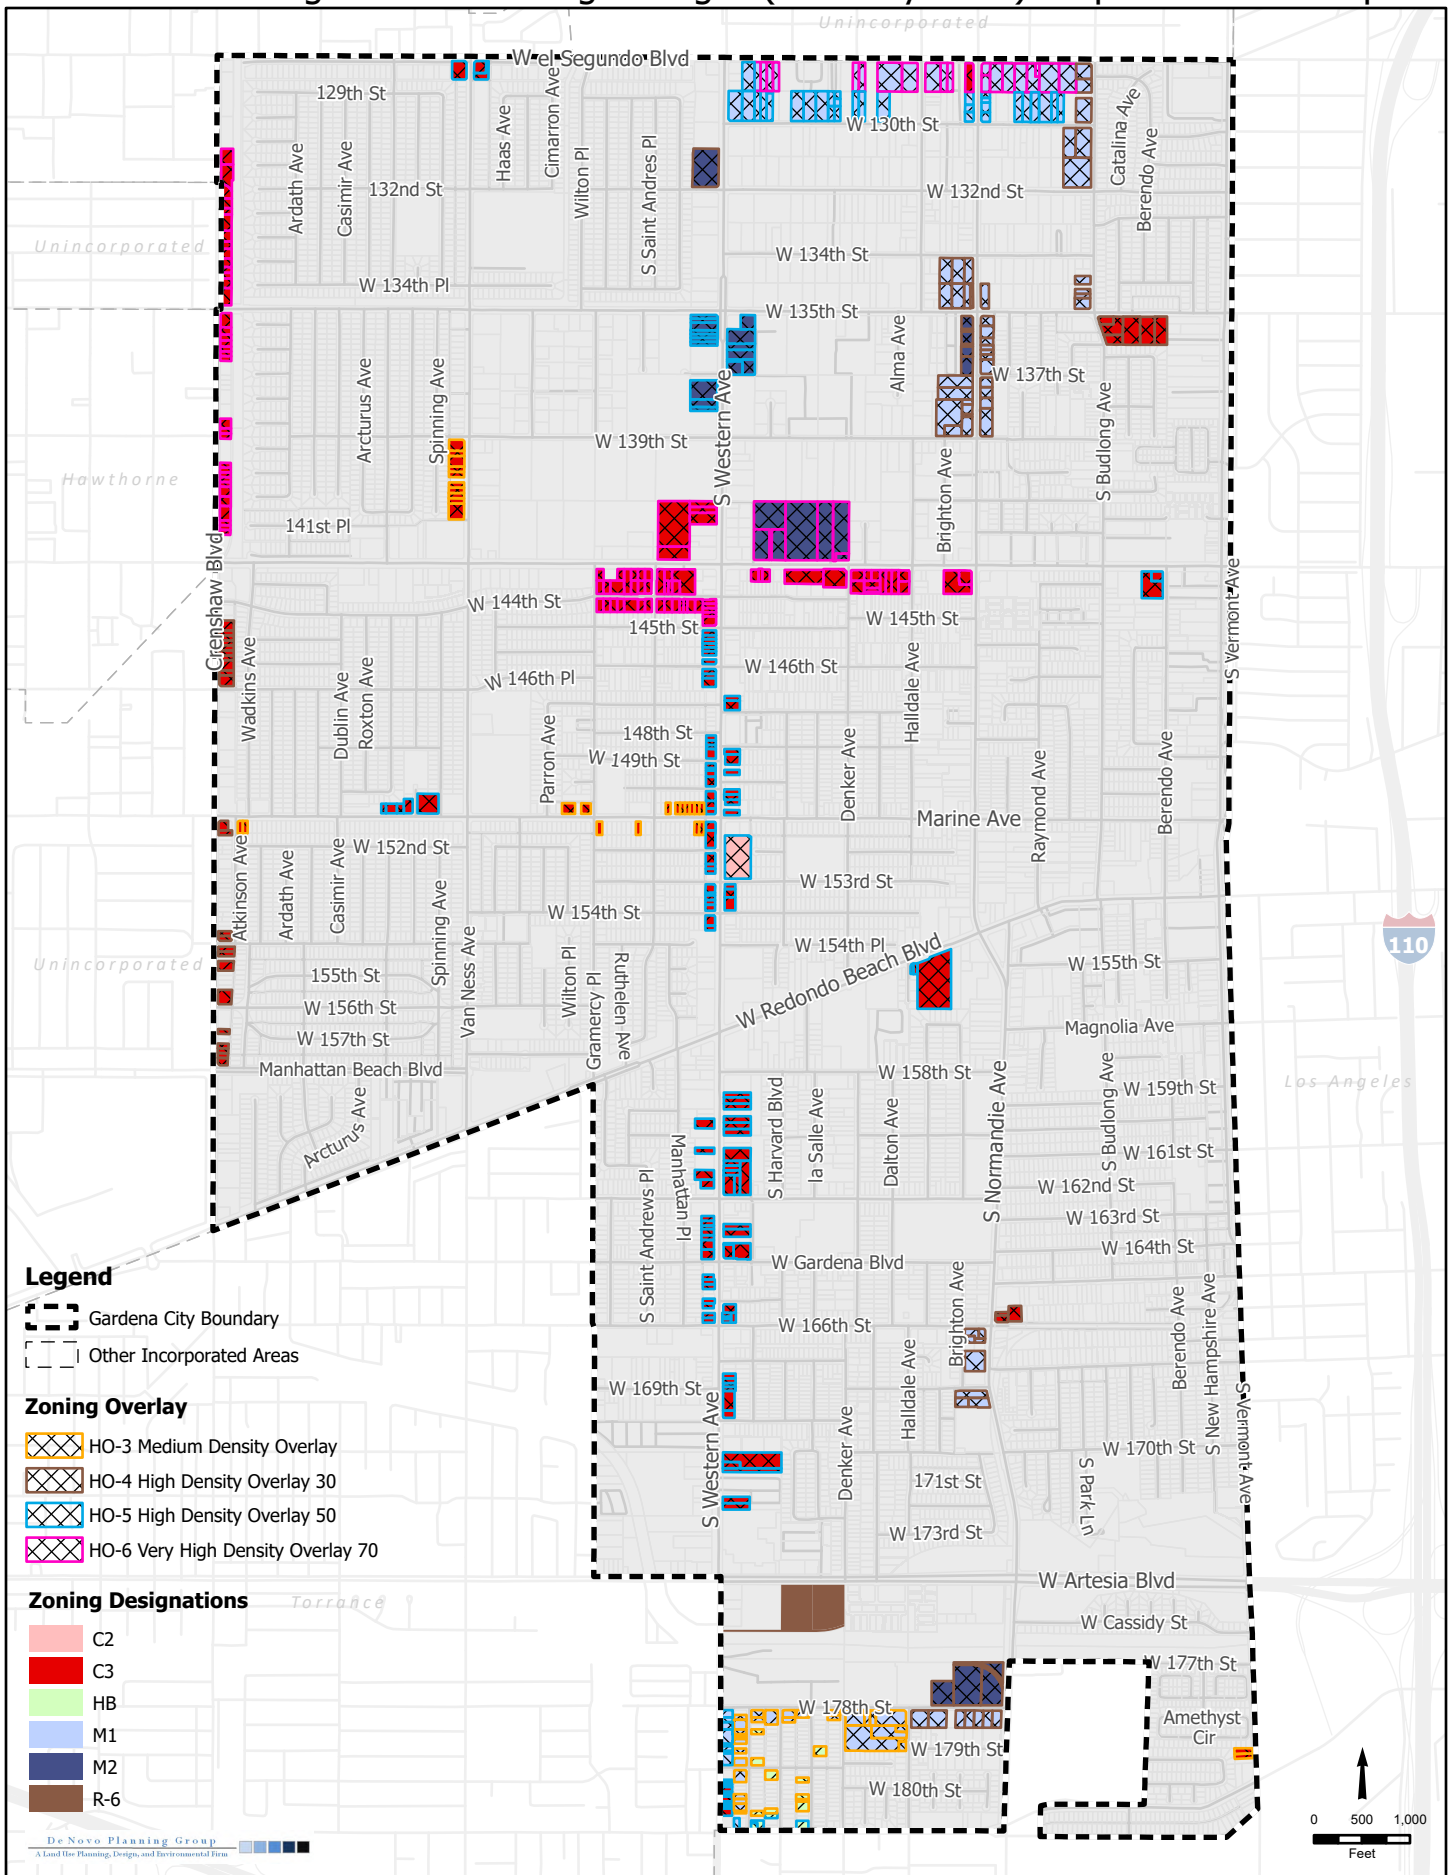 Unincorporated
W el Segundo Blvd
129th St
Haas Ave
Cimarron Ave
W 130th St
Catalina Ave
Berendo Ave
Ardath Ave
Casimir Ave
132nd St
Wilton Pl
S Saint Andres Pl
W 132nd St
Unincorporated
W 134th St
W 134th Pl
W 135th St
Arcturus Ave
Spinning Ave
Alma Ave
W 137th St
S Western Ave
S Budlong Ave
W 139th St
Hawthorne
Brighton Ave
141st Pl
Crenshaw Blvd
S Vermont Ave
W 144th St
145th St
W 145th St
Wadkins Ave
W 146th St
W 146th Pl
Dublin Ave
Roxton Ave
Halldale Ave
Parron Ave
148th St
W 149th St
Denker Ave
Raymond Ave
Berendo Ave
Marine Ave
W 152nd St
Atkinson Ave
Ardath Ave
Casimir Ave
W 153rd St
Spinning Ave
W 154th St
Van Ness Ave
W 154th Pl
Unincorporated
155th St
Wilton Pl
Gramercy Pl
Ruthelen Ave
W Redondo Beach Blvd
W 155th St
110
W 156th St
W 157th St
Magnolia Ave
Manhattan Beach Blvd
W 158th St
S Normandie Ave
Los Angeles
S Budlong Ave
W 159th St
Arcturus Ave
S Harvard Blvd
la Salle Ave
Dalton Ave
Manhattan Pl
S Saint Andrews Pl
W 161st St
W 162nd St
W 163rd St
W 164th St
W Gardena Blvd
Brighton Ave
Berendo Ave
S New Hampshire Ave
W 166th St
Halldale Ave
W 169th St
S Western Ave
Denker Ave
S Vermont Ave
W 170th St
S Park Ln
171st St
W 173rd St
W Artesia Blvd
Torrance
W Cassidy St
W 177th St
W 178th St
Amethyst
Cir
W 179th St
W 180th St
Legend
Gardena City Boundary
Other Incorporated Areas
Zoning Overlay
HO-3 Medium Density Overlay
HO-4 High Density Overlay 30
HO-5 High Density Overlay 50
HO-6 Very High Density Overlay 70
Zoning Designations
C2
C3
HB
M1
M2
R-6
De Novo Planning Group
A Land Use Planning, Design, and Environmental Firm
0 500 1,000
Feet